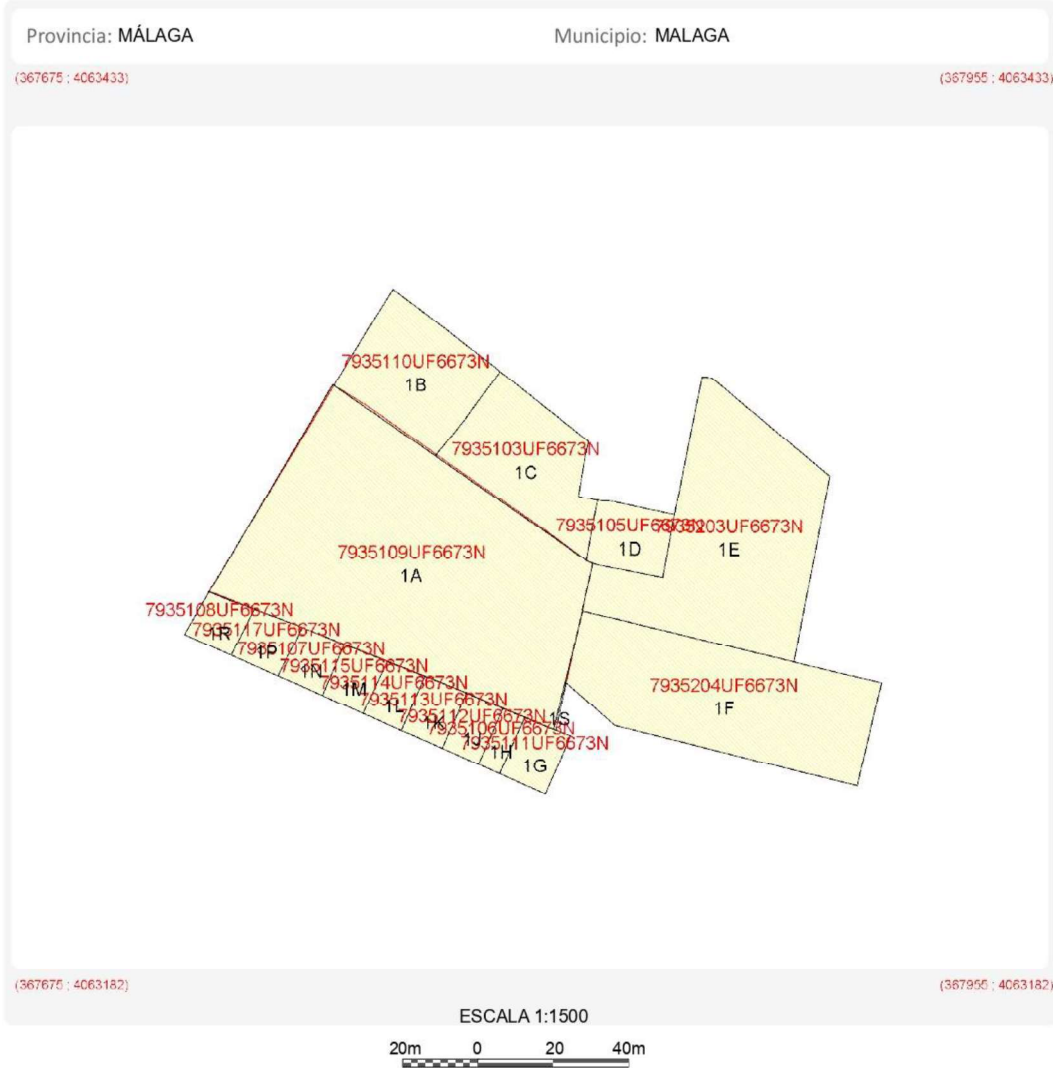 Provincia: MÁLAGA Municipio: MALAGA
(367675 ; 4063433) (367955 ; 4063433)
7935110UF6673N
1B
7935103UF6673N
1C
7935105UF6673N 7935203UF6673N
1D 1E
7935109UF6673N
1A
7935108UF6673N
1R
7935117UF6673N
1P
7935107UF6673N
1N
7935115UF6673N
1M
7935114UF6673N
1L
7935113UF6673N
1K
7935112UF6673N
1J
7935106UF6673N
1H
7935111UF6673N
1G
1S
7935204UF6673N
1F
(367675 ; 4063182) (367955 ; 4063182)
ESCALA 1:1500
20m 0 20 40m